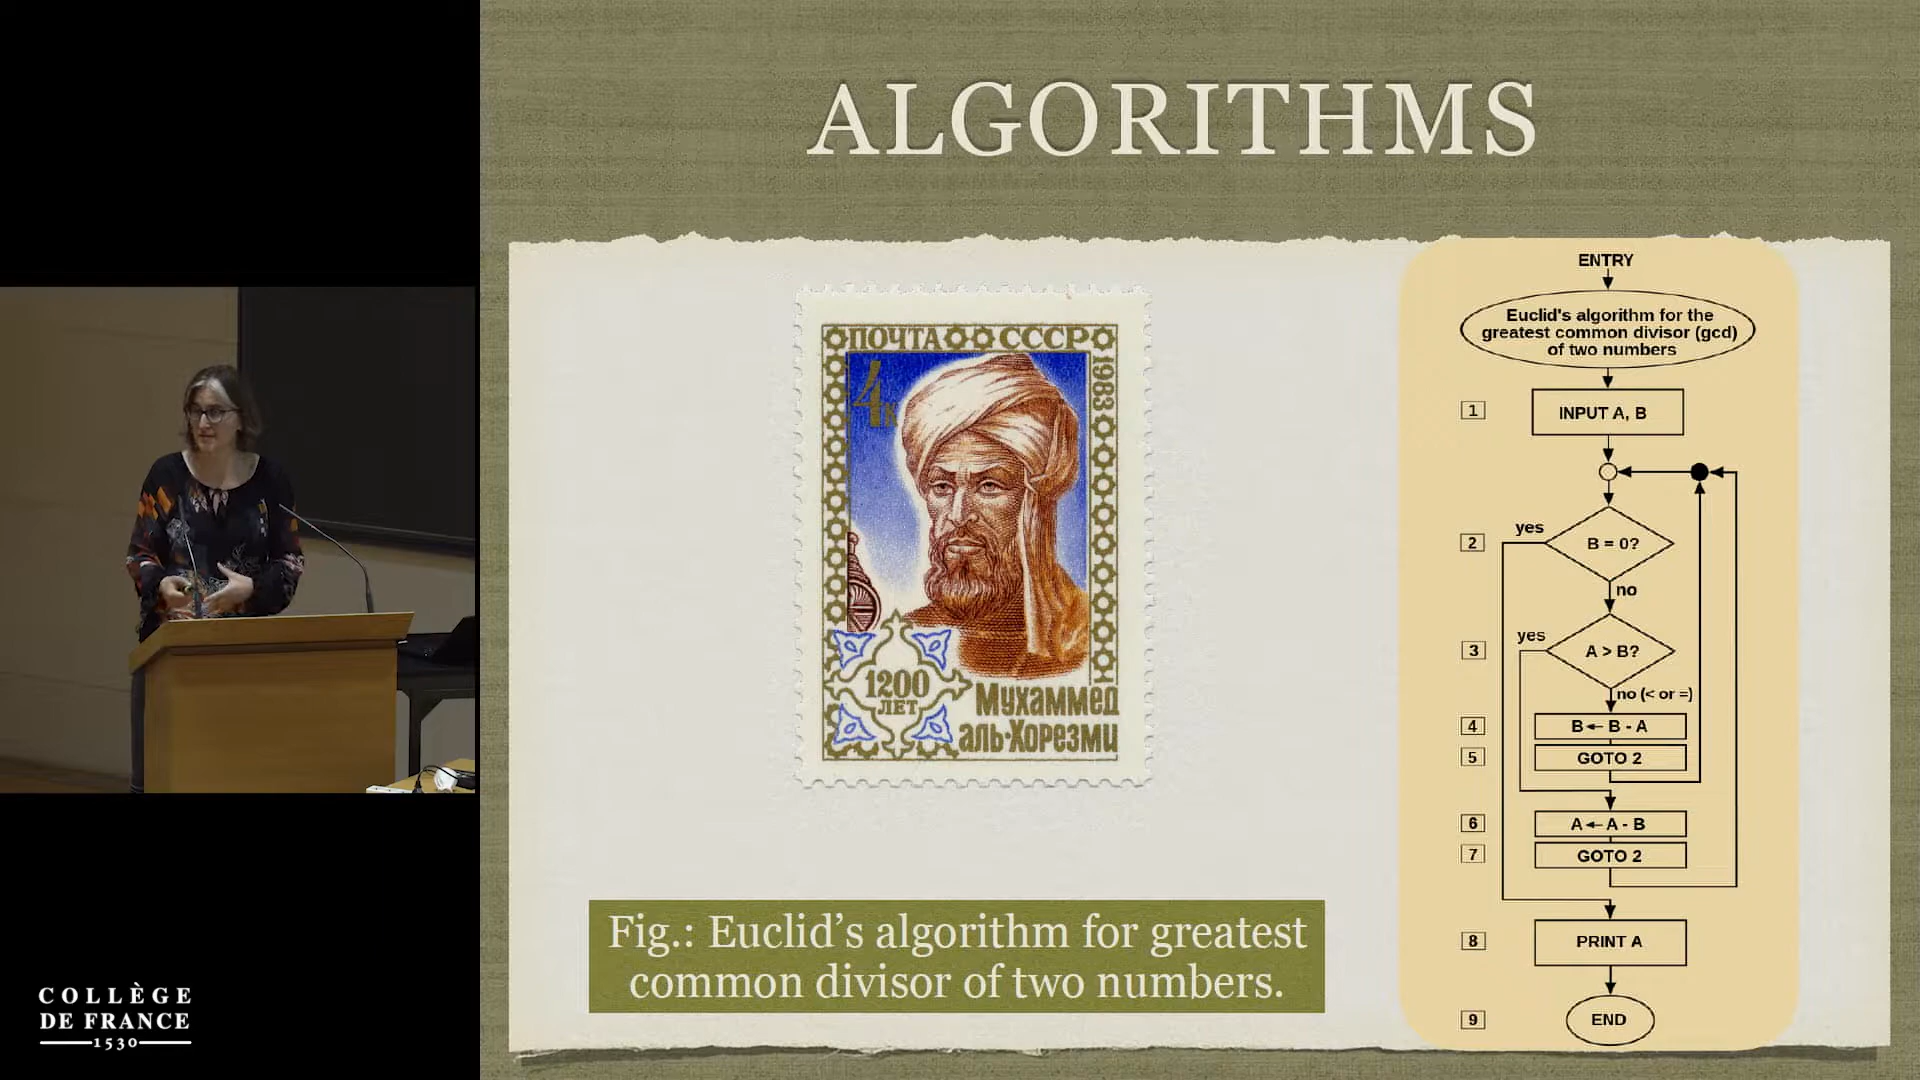 ALGORITHMS
ПОЧТА СССР
1983
4к
1200
ЛЕТ
Мухаммед
аль-Хорезми
Fig.: Euclid’s algorithm for greatest
common divisor of two numbers.
ENTRY
Euclid's algorithm for the
greatest common divisor (gcd)
of two numbers
1
INPUT A, B
yes
2
B = 0?
no
yes
3
A > B?
no (< or =)
4
B ← B - A
5
GOTO 2
6
A ← A - B
7
GOTO 2
8
PRINT A
9
END
COLLÈGE
DE FRANCE
1530